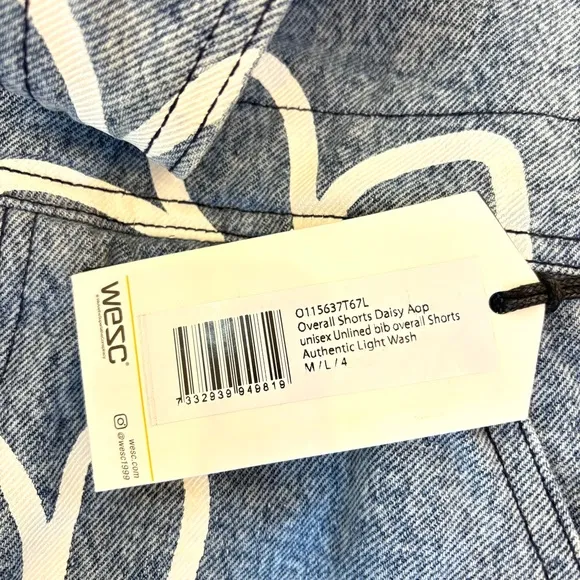 wesc®
wesc.com
@wesc1999
O115637T67L
Overall Shorts Daisy Aop
unisex Unlined bib overall Shorts
Authentic Light Wash
M / L / 4
7 332939 949819